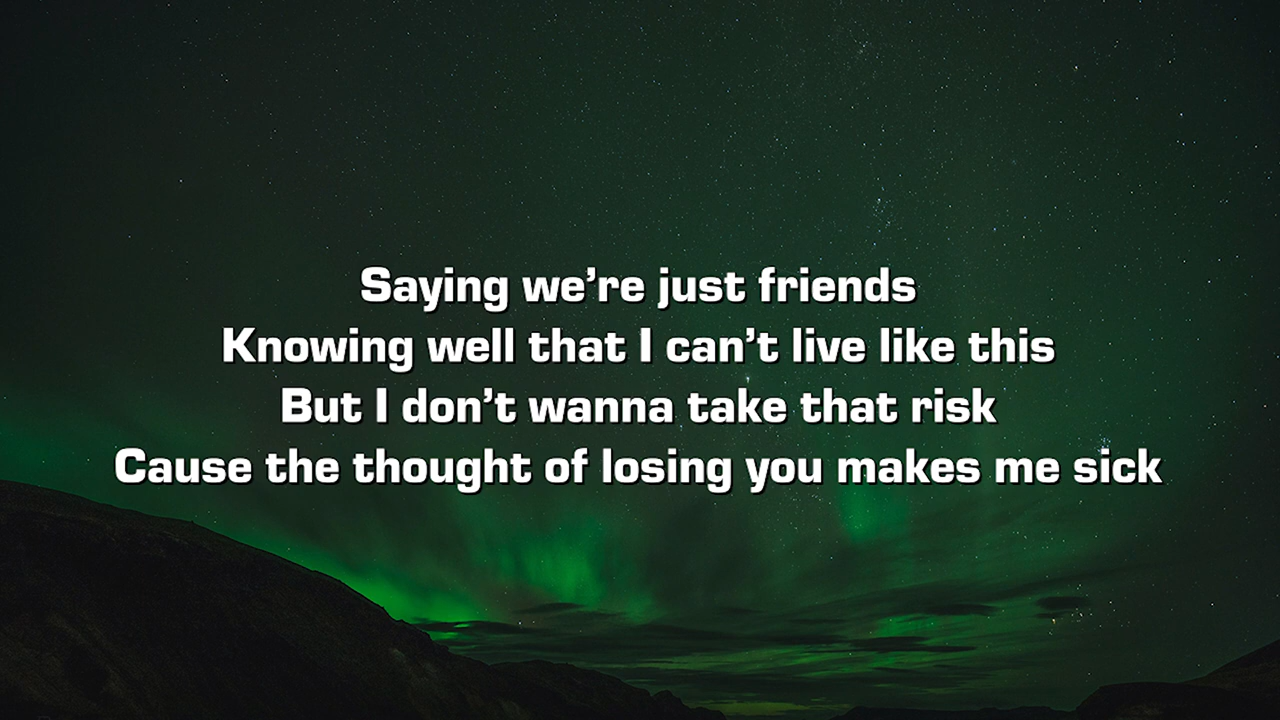 Saying we’re just friends
Knowing well that I can’t live like this
But I don’t wanna take that risk
Cause the thought of losing you makes me sick